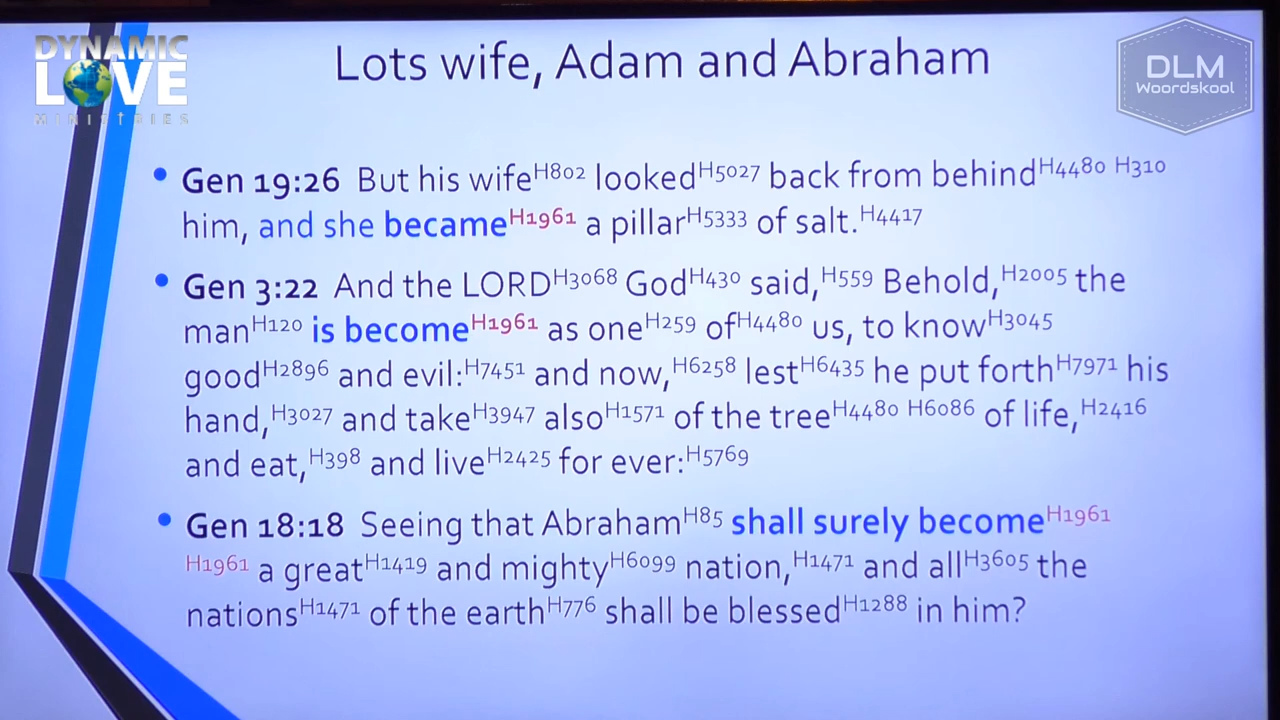 DYNAMIC
LOVE
MINISTRIES
DLM
Woordskool
Lots wife, Adam and Abraham
• Gen 19:26 But his wifeH802 lookedH5027 back from behindH4480 H310
him, and she becameH1961 a pillarH5333 of salt.H4417
• Gen 3:22 And the LORDH3068 GodH430 said,H559 Behold,H2005 the
manH120 is becomeH1961 as oneH259 ofH4480 us, to knowH3045
goodH2896 and evil:H7451 and now,H6258 lestH6435 he put forthH7971 his
hand,H3027 and takeH3947 alsoH1571 of the treeH4480 H6086 of life,H2416
and eat,H398 and liveH2425 for ever:H5769
• Gen 18:18 Seeing that AbrahamH85 shall surely becomeH1961
H1961 a greatH1419 and mightyH6099 nation,H1471 and allH3605 the
nationsH1471 of the earthH776 shall be blessedH1288 in him?